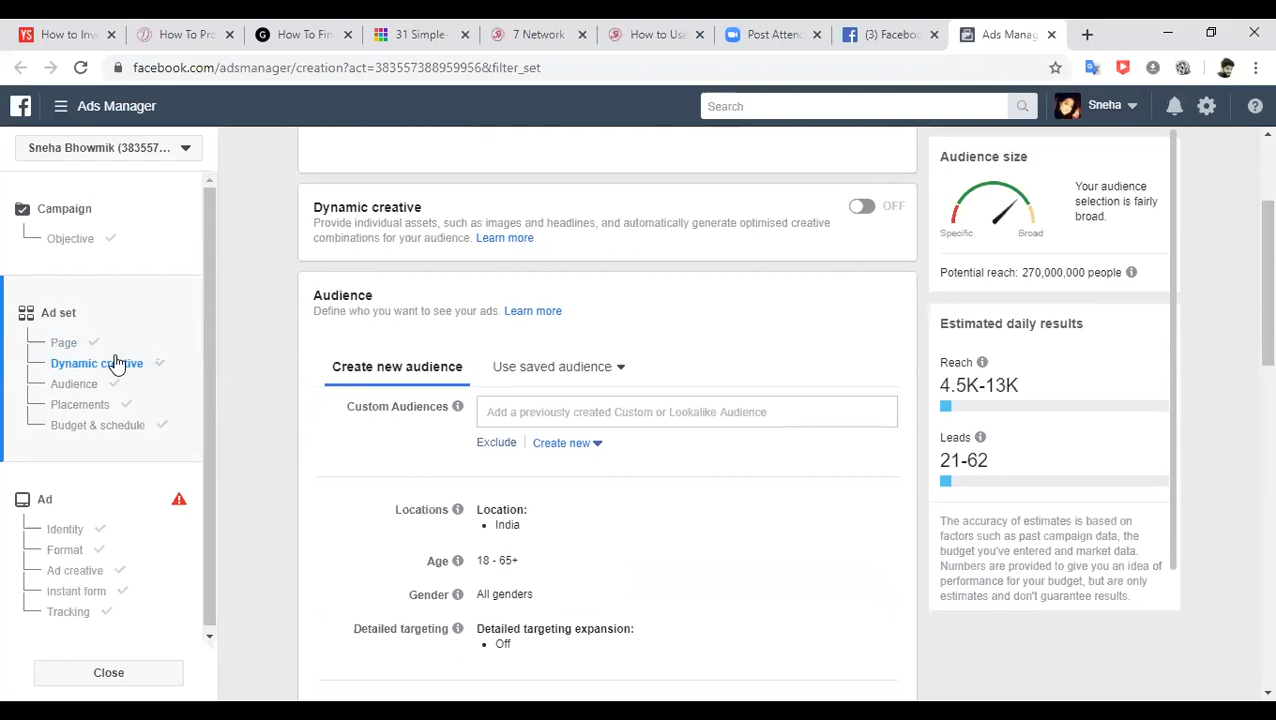 How to Inv
How To Pro
How To Fin
31 Simple-
7 Network
How to Use
Post Attend
(3) Faceboo
Ads Manag
facebook.com/adsmanager/creation?act=383557388959956&filter_set
Ads Manager
Search
Sneha
Sneha Bhowmik (383557...
Campaign
Objective
Ad set
Page
Dynamic creative
Audience
Placements
Budget & schedule
Ad
Identity
Format
Ad creative
Instant form
Tracking
Close
Dynamic creative
OFF
Provide individual assets, such as images and headlines, and automatically generate optimised creative
combinations for your audience. Learn more
Audience
Define who you want to see your ads. Learn more
Create new audience
Use saved audience
Custom Audiences
Add a previously created Custom or Lookalike Audience
Exclude
Create new
Locations
Location:
• India
Age
18 - 65+
Gender
All genders
Detailed targeting
Detailed targeting expansion:
• Off
Audience size
Specific
Broad
Your audience
selection is fairly
broad.
Potential reach: 270,000,000 people
Estimated daily results
Reach
4.5K-13K
Leads
21-62
The accuracy of estimates is based on
factors such as past campaign data, the
budget you've entered and market data.
Numbers are provided to give you an idea of
performance for your budget, but are only
estimates and don't guarantee results.